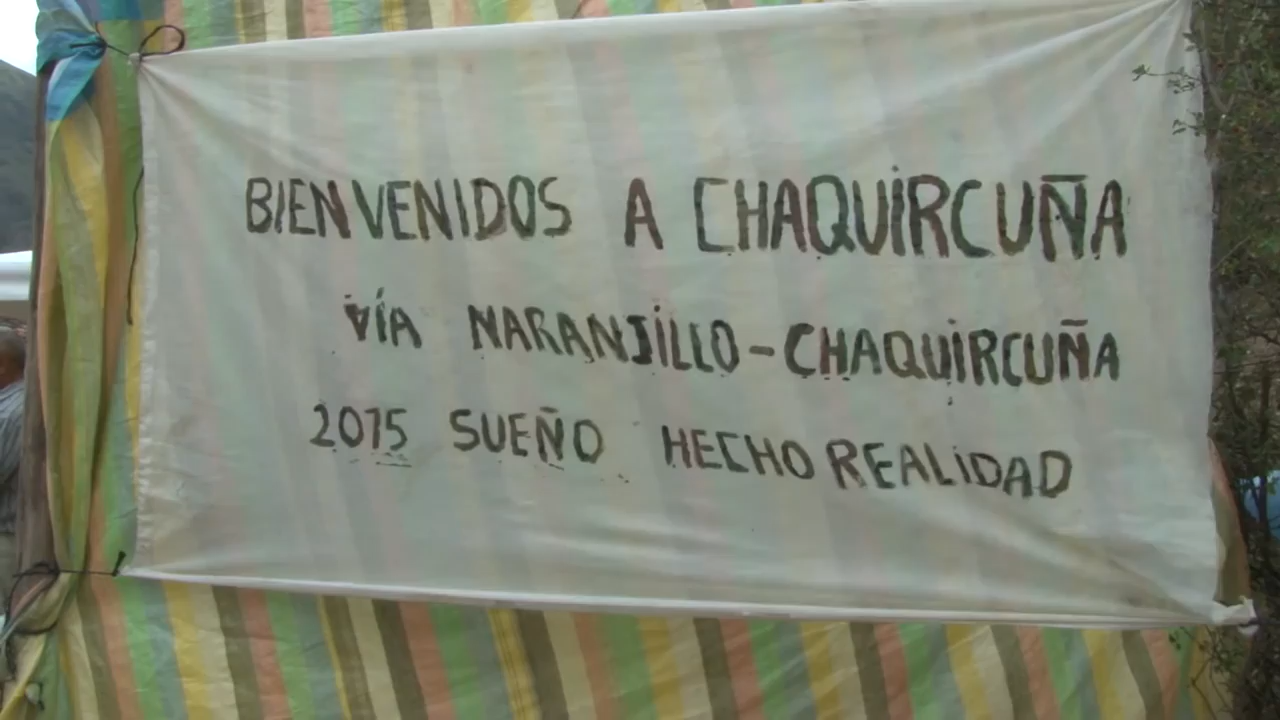 BIENVENIDOS A CHAQUIRCUÑA
VÍA NARANJILLO-CHAQUIRCUÑA
2015 SUEÑO HECHO REALIDAD